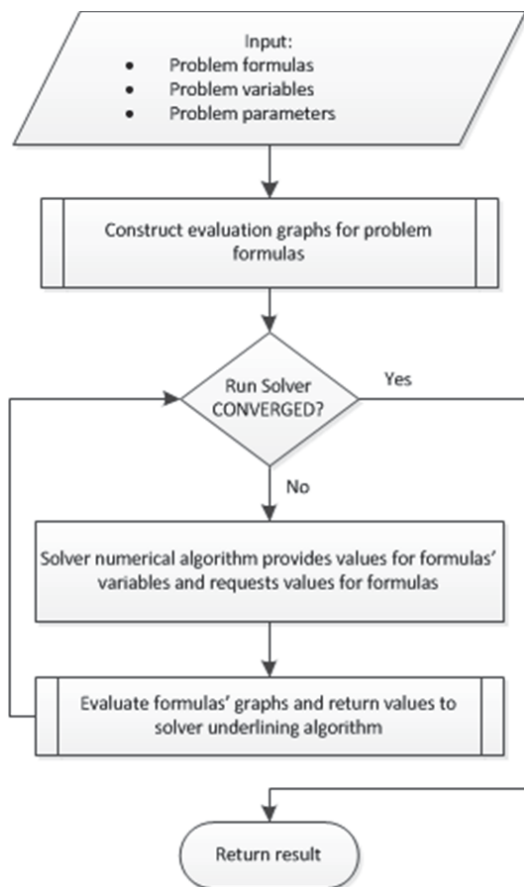 Input:
• Problem formulas
• Problem variables
• Problem parameters
Construct evaluation graphs for problem
formulas
Run Solver
CONVERGED?
Yes
No
Solver numerical algorithm provides values for formulas'
variables and requests values for formulas
Evaluate formulas' graphs and return values to
solver underlining algorithm
Return result